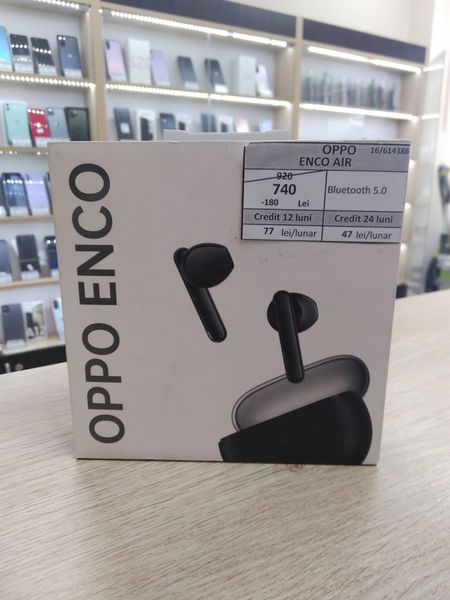 OPPO ENCO
OPPO 16/614386
ENCO AIR
920
740
-180 Lei
Bluetooth 5.0
Credit 12 luni
Credit 24 luni
77 lei/lunar
47 lei/lunar